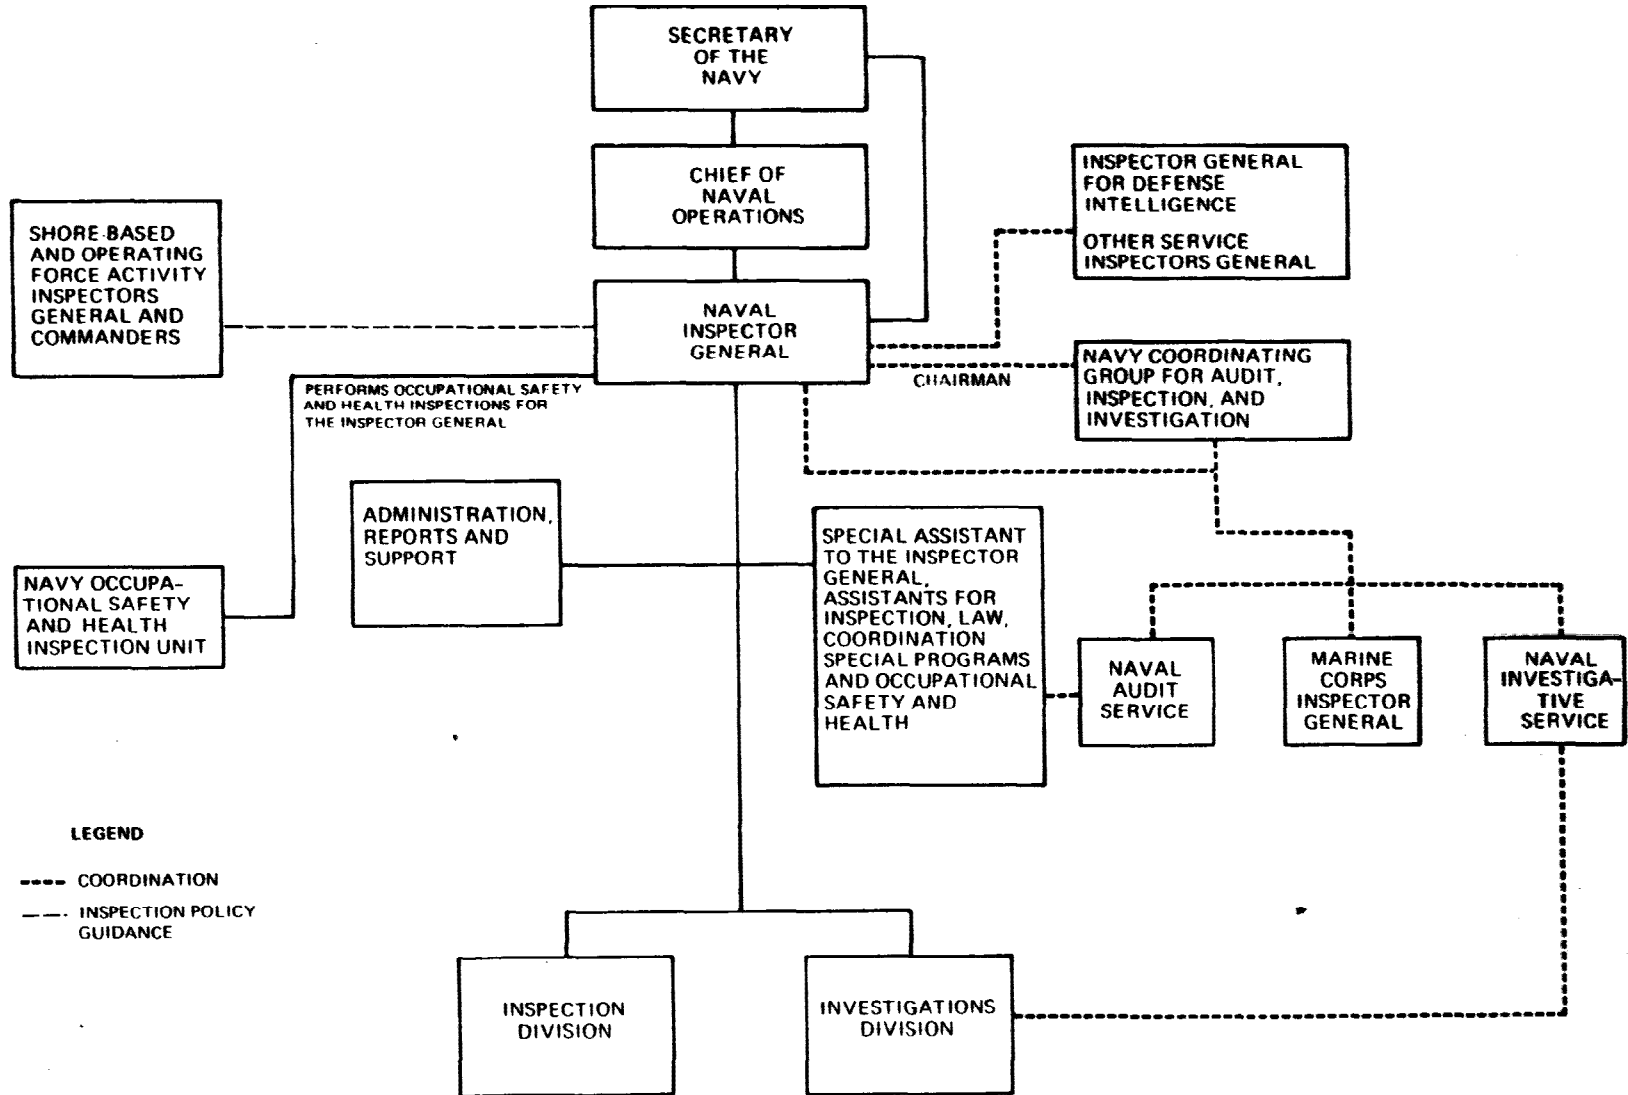 SECRETARY
OF THE
NAVY
CHIEF OF
NAVAL
OPERATIONS
INSPECTOR GENERAL
FOR DEFENSE
INTELLIGENCE
OTHER SERVICE
INSPECTORS GENERAL
SHORE-BASED
AND OPERATING
FORCE ACTIVITY
INSPECTORS
GENERAL AND
COMMANDERS
NAVAL
INSPECTOR
GENERAL
NAVY COORDINATING
GROUP FOR AUDIT,
INSPECTION, AND
INVESTIGATION
CHAIRMAN
PERFORMS OCCUPATIONAL SAFETY
AND HEALTH INSPECTIONS FOR
THE INSPECTOR GENERAL
ADMINISTRATION,
REPORTS AND
SUPPORT
SPECIAL ASSISTANT
TO THE INSPECTOR
GENERAL,
ASSISTANTS FOR
INSPECTION, LAW,
COORDINATION
SPECIAL PROGRAMS
AND OCCUPATIONAL
SAFETY AND
HEALTH
NAVY OCCUPA-
TIONAL SAFETY
AND HEALTH
INSPECTION UNIT
NAVAL
AUDIT
SERVICE
MARINE
CORPS
INSPECTOR
GENERAL
NAVAL
INVESTIGA-
TIVE
SERVICE
LEGEND
COORDINATION
INSPECTION POLICY
GUIDANCE
INSPECTION
DIVISION
INVESTIGATIONS
DIVISION